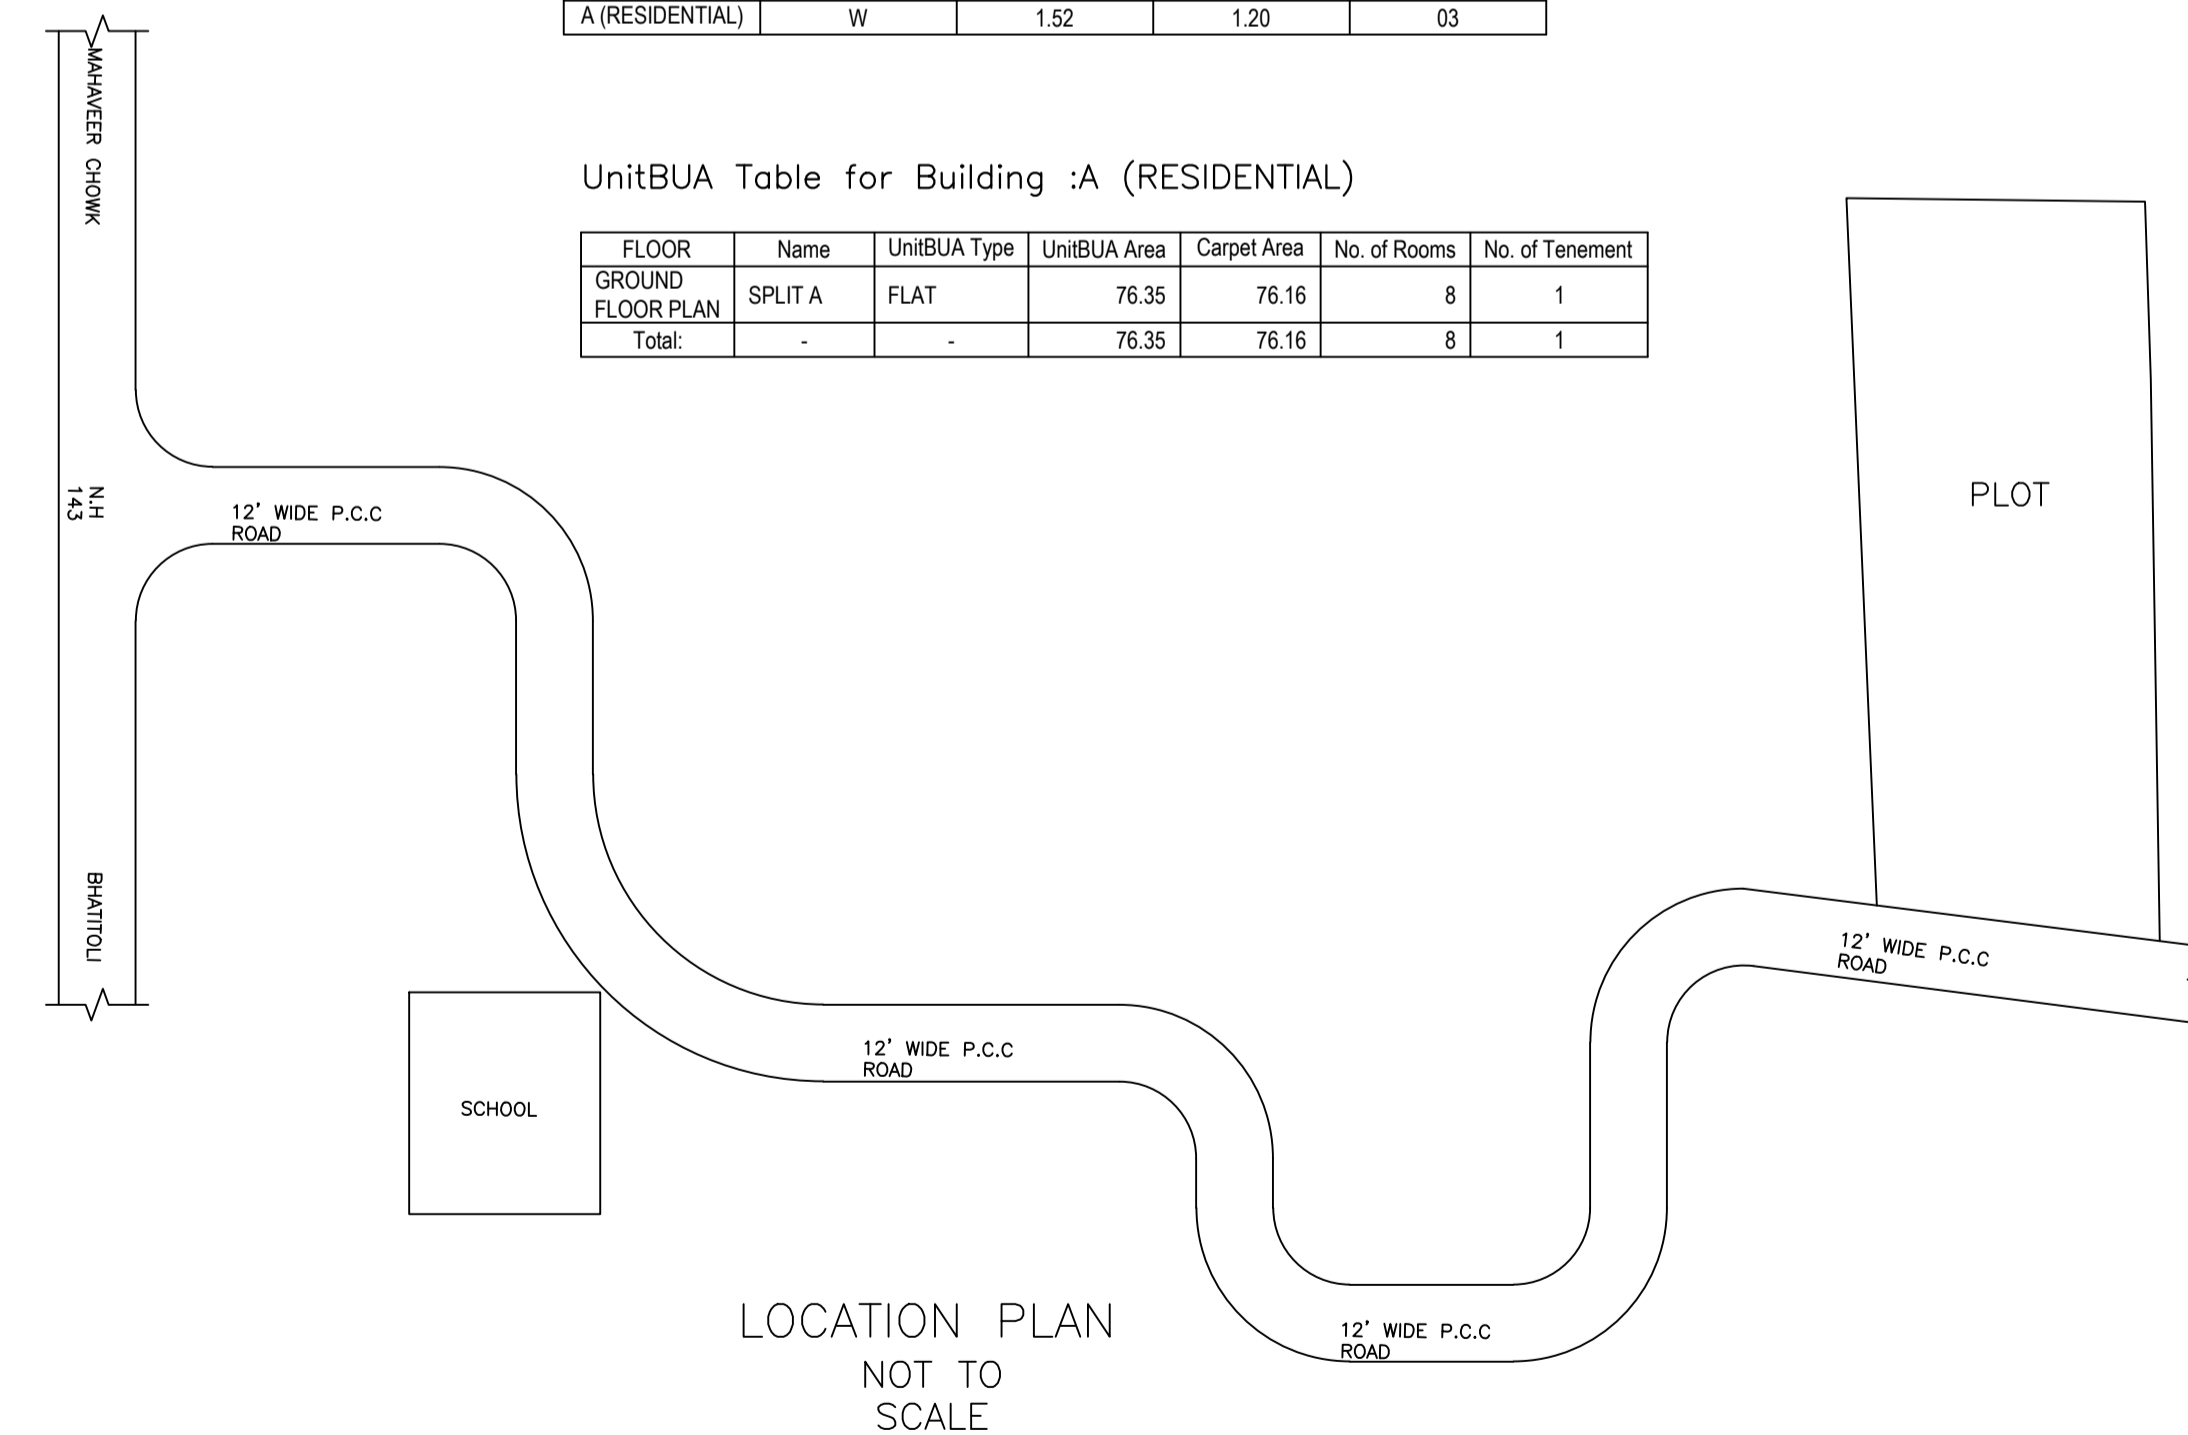 A (RESIDENTIAL) W 1.52 1.20 03
MAHAVEER CHOWK
UnitBUA Table for Building :A (RESIDENTIAL)
FLOOR Name UnitBUA Type UnitBUA Area Carpet Area No. of Rooms No. of Tenement
GROUND
FLOOR PLAN SPLIT A FLAT 76.35 76.16 8 1
Total: - - 76.35 76.16 8 1
N.H
143
12' WIDE P.C.C
ROAD
PLOT
BHATITOLI
12' WIDE P.C.C
ROAD
12' WIDE P.C.C
ROAD
SCHOOL
12' WIDE P.C.C
ROAD
LOCATION PLAN
NOT TO
SCALE